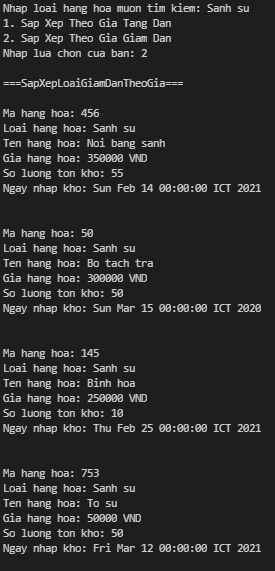 Nhap loai hang hoa muon tim kiem: Sanh su
1. Sap Xep Theo Gia Tang Dan
2. Sap Xep Theo Gia Giam Dan
Nhap lua chon cua ban: 2
===SapXepLoaiGiamDanTheoGia===
Ma hang hoa: 456
Loai hang hoa: Sanh su
Ten hang hoa: Noi bang sanh
Gia hang hoa: 350000 VND
So luong ton kho: 55
Ngay nhap kho: Sun Feb 14 00:00:00 ICT 2021
Ma hang hoa: 50
Loai hang hoa: Sanh su
Ten hang hoa: Bo tach tra
Gia hang hoa: 300000 VND
So luong ton kho: 50
Ngay nhap kho: Sun Mar 15 00:00:00 ICT 2020
Ma hang hoa: 145
Loai hang hoa: Sanh su
Ten hang hoa: Binh hoa
Gia hang hoa: 250000 VND
So luong ton kho: 10
Ngay nhap kho: Thu Feb 25 00:00:00 ICT 2021
Ma hang hoa: 753
Loai hang hoa: Sanh su
Ten hang hoa: To su
Gia hang hoa: 50000 VND
So luong ton kho: 50
Ngay nhap kho: Fri Mar 12 00:00:00 ICT 2021